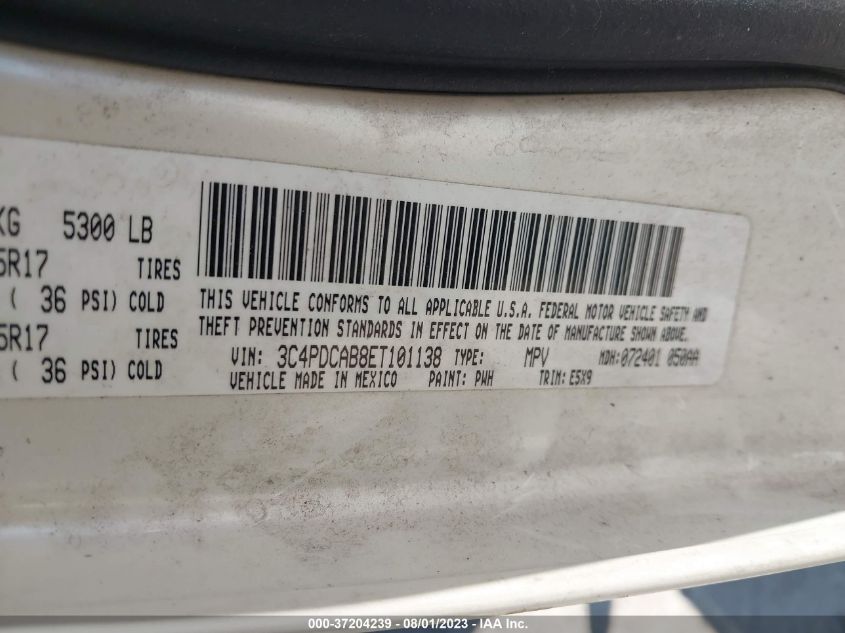 KG 5300 LB
5R17 TIRES
( 36 PSI) COLD
5R17 TIRES
( 36 PSI) COLD
THIS VEHICLE CONFORMS TO ALL APPLICABLE U.S.A. FEDERAL MOTOR VEHICLE SAFETY AND
THEFT PREVENTION STANDARDS IN EFFECT ON THE DATE OF MANUFACTURE SHOWN ABOVE.
VIN: 3C4PDCAB8ET101138 TYPE: MPV MDH:072401 050AA
VEHICLE MADE IN MEXICO PAINT: PWH TRIM: E5X9
000-37204239 - 08/01/2023 - © IAA Inc.